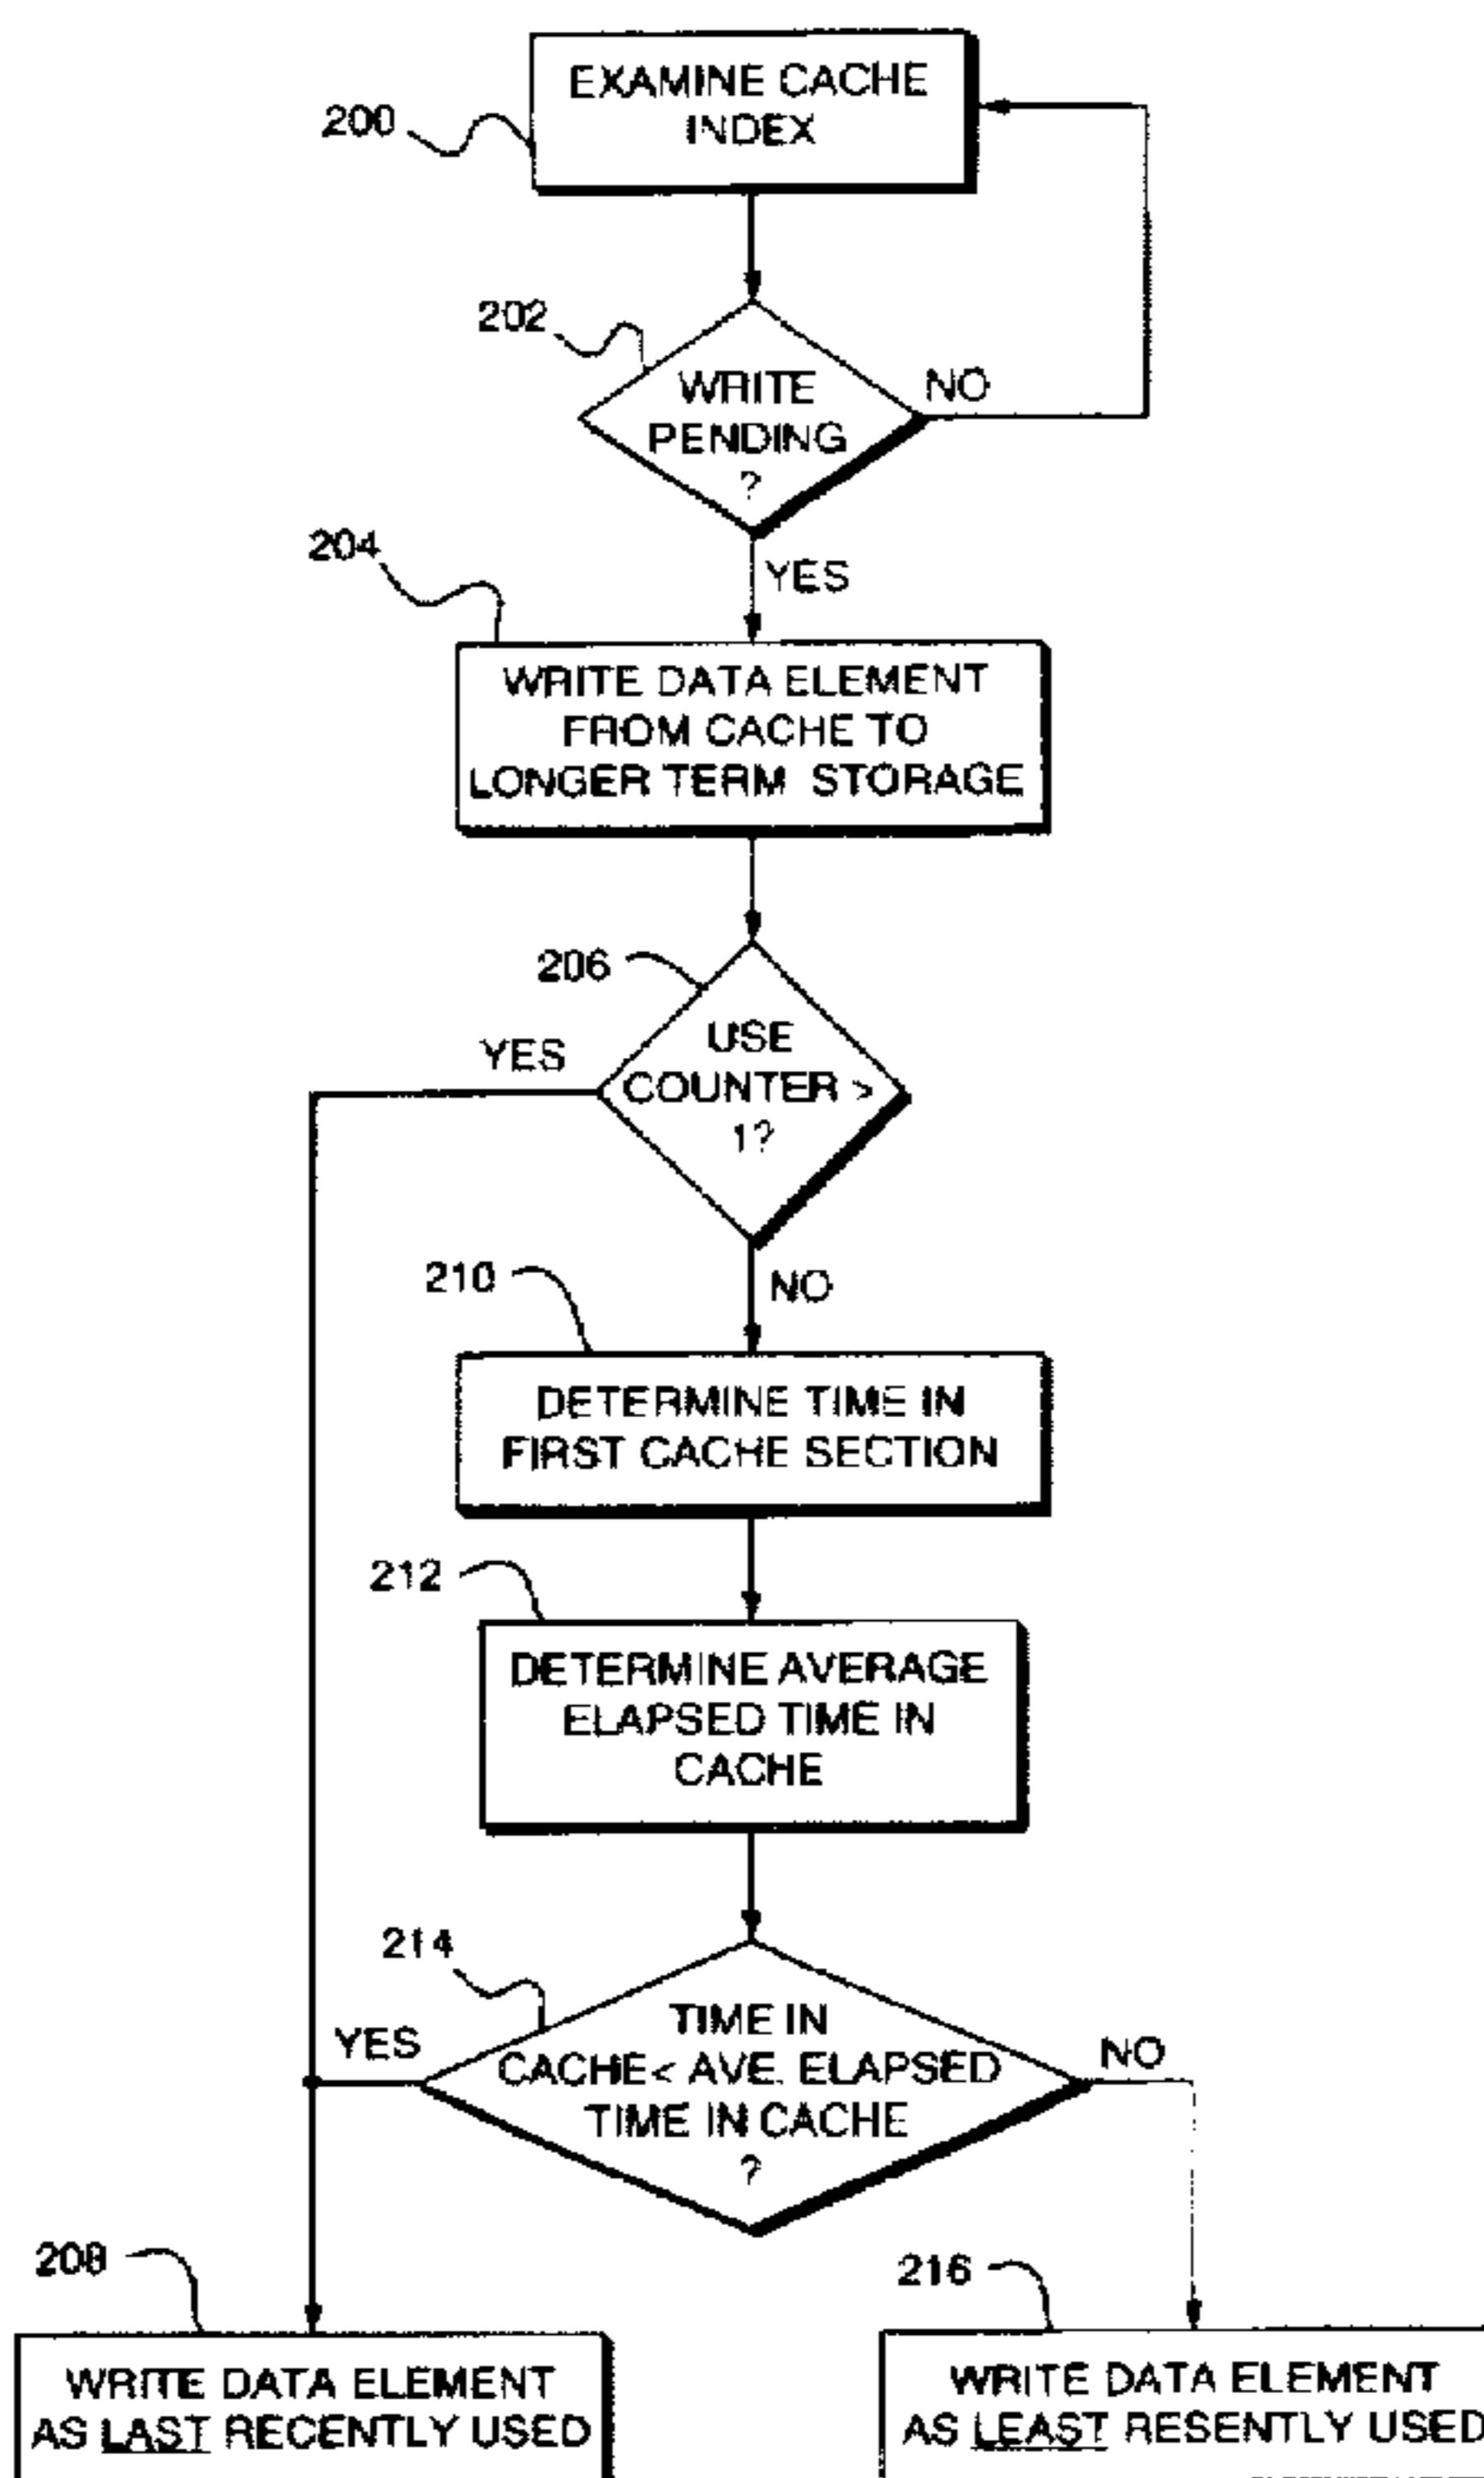 EXAMINE CACHE
INDEX
200
202
WRITE
PENDING
?
NO
YES
204
WRITE DATA ELEMENT
FROM CACHE TO
LONGER TERM STORAGE
206
USE
COUNTER >
1?
YES
NO
210
DETERMINE TIME IN
FIRST CACHE SECTION
212
DETERMINE AVERAGE
ELAPSED TIME IN
CACHE
214
TIME IN
CACHE< AVE. ELAPSED
TIME IN CACHE
?
YES
NO
208
WRITE DATA ELEMENT
AS LAST RECENTLY USED
216
WRITE DATA ELEMENT
AS LEAST RESENTLY USED